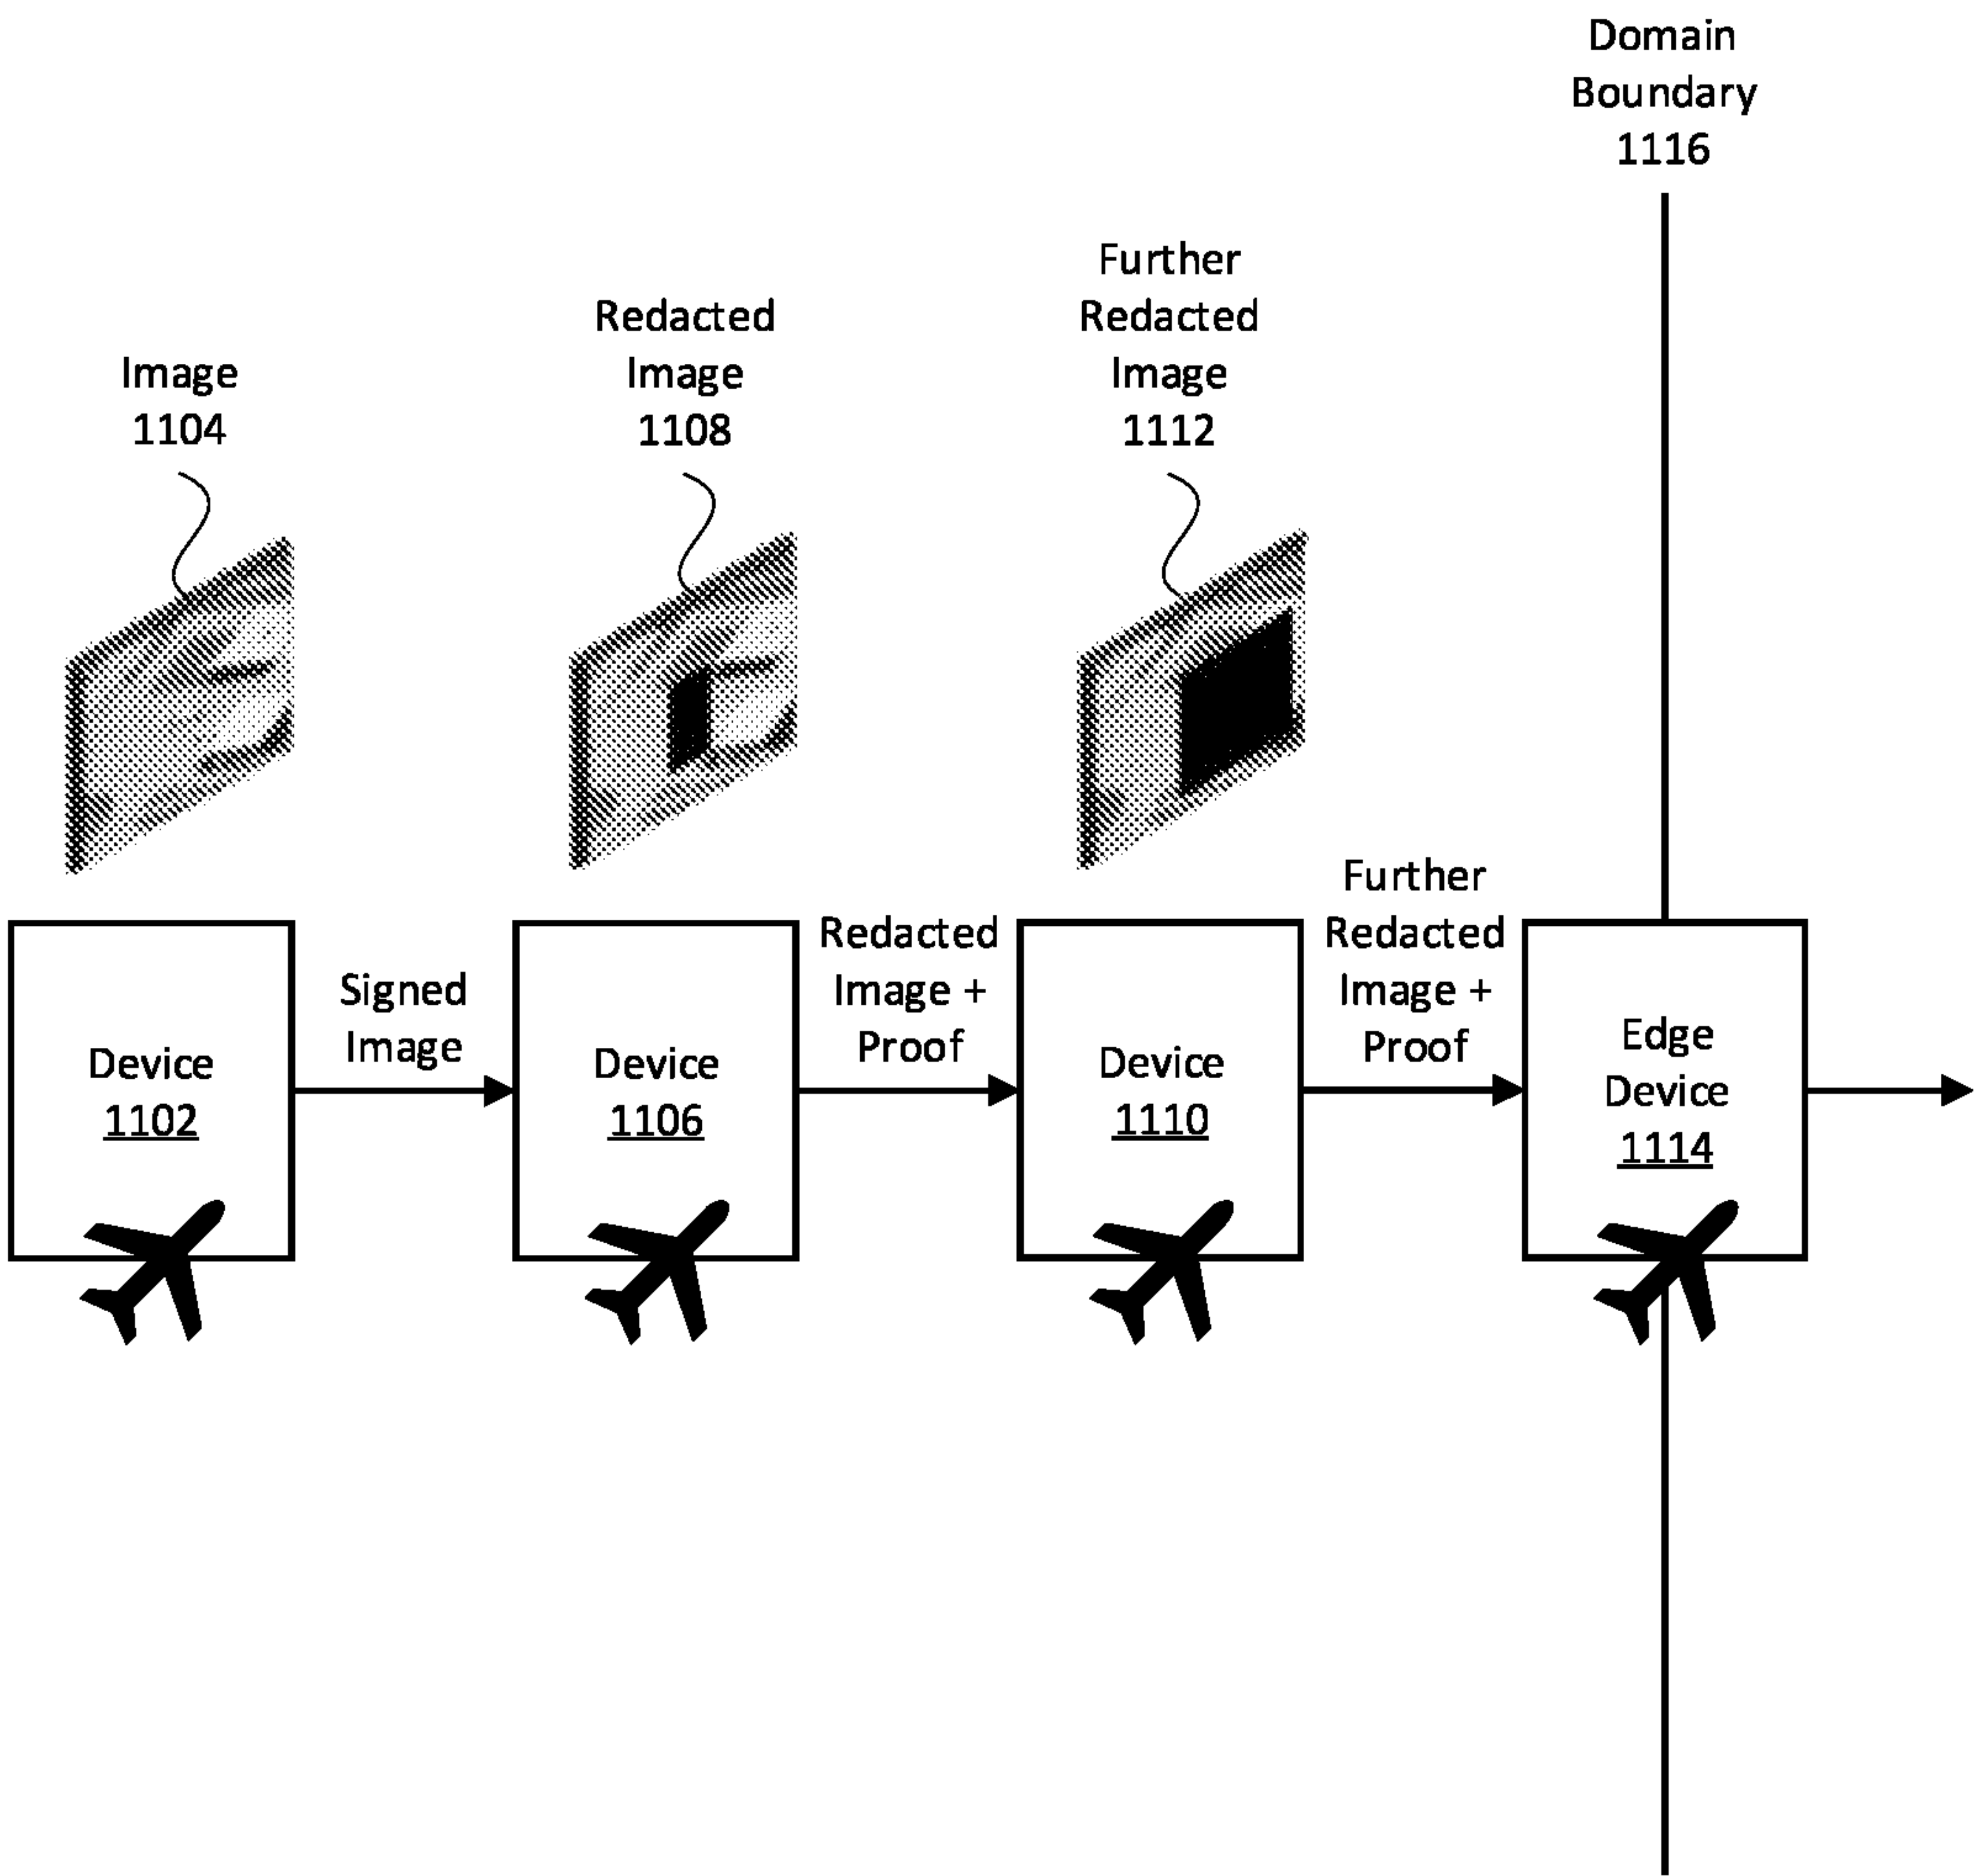 Domain
Boundary
1116
Further
Redacted
Image
1112
Redacted
Image
1108
Image
1104
Signed
Image
Redacted
Image +
Proof
Further
Redacted
Image +
Proof
Device
1102
Device
1106
Device
1110
Edge
Device
1114